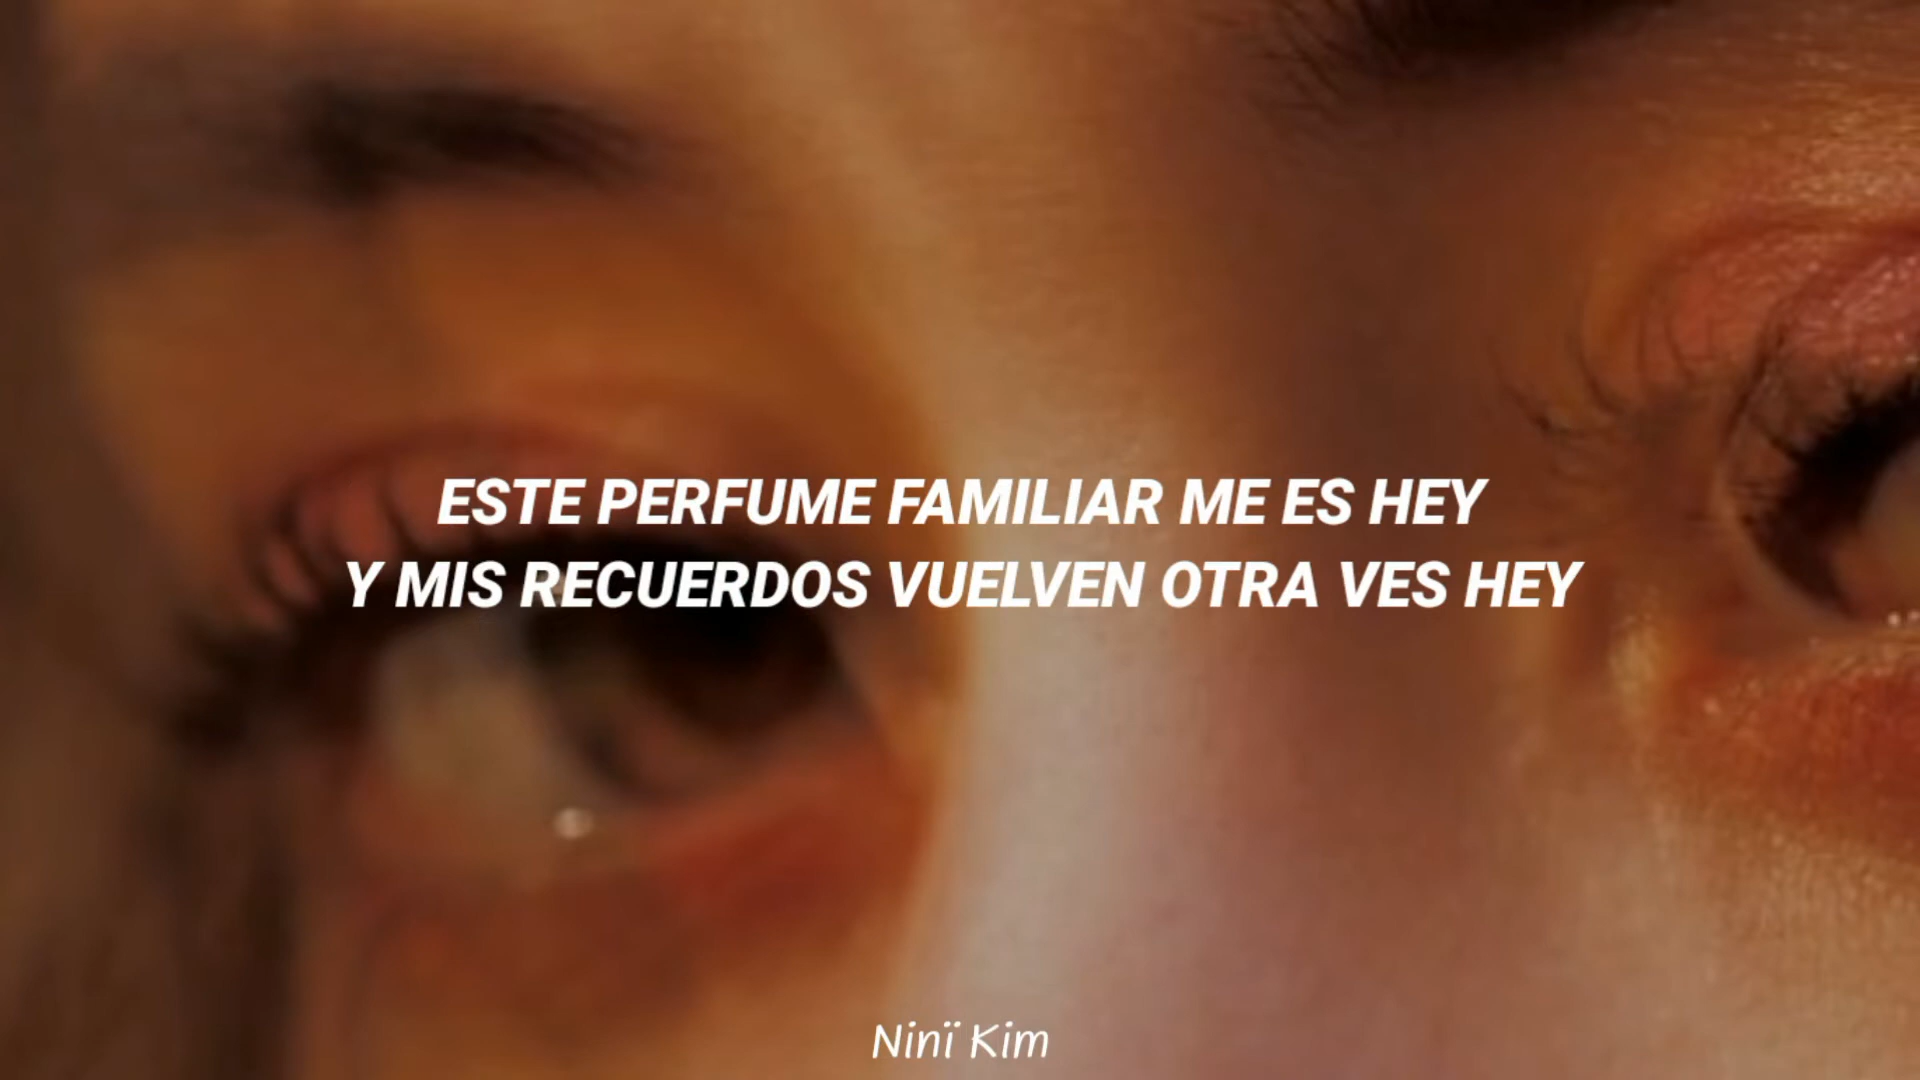 ESTE PERFUME FAMILIAR ME ES HEY
Y MIS RECUERDOS VUELVEN OTRA VES HEY
Ninï Kim